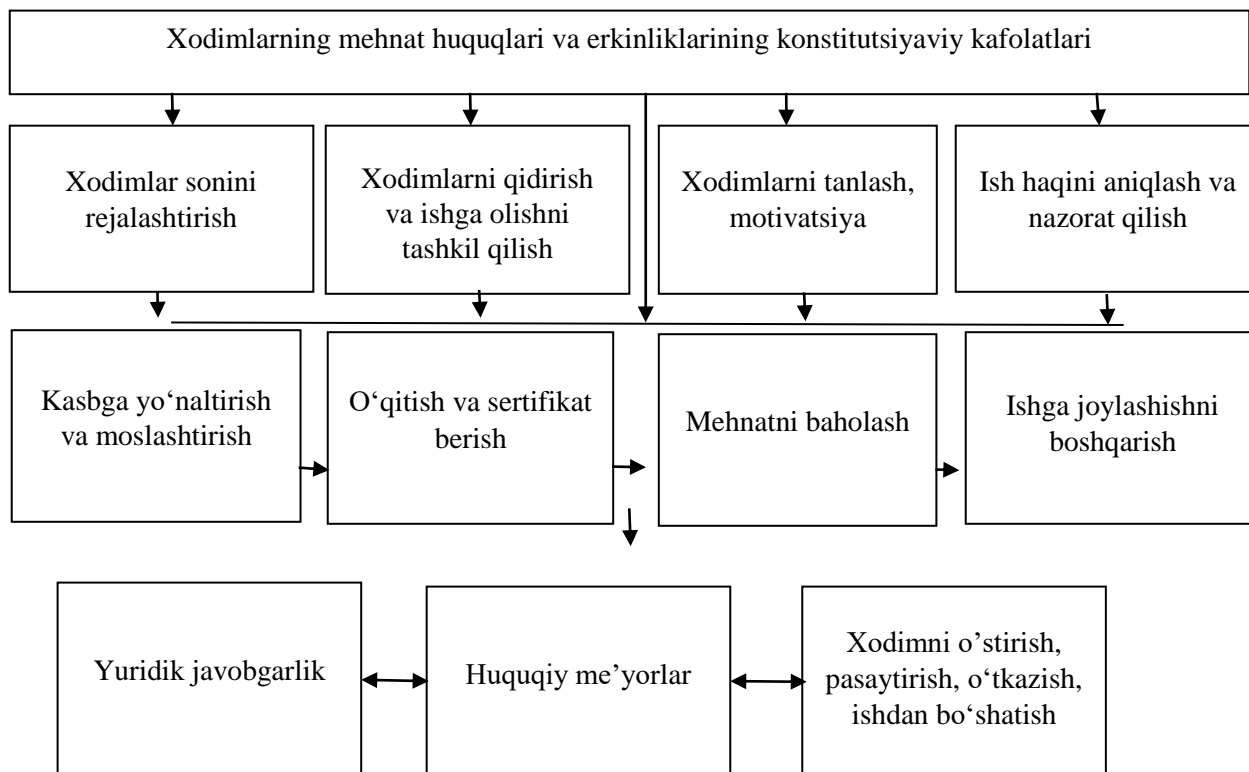 Xodimlarning mehnat huquqlari va erkinliklarining konstitutsiyaviy kafolatlari
Xodimlar sonini
rejalashtirish
Xodimlarni qidirish
va ishga olishni
tashkil qilish
Xodimlarni tanlash,
motivatsiya
Ish haqini aniqlash va
nazorat qilish
Kasbga yo‘naltirish
va moslashtirish
O‘qitish va sertifikat
berish
Mehnatni baholash
Ishga joylashishni
boshqarish
Yuridik javobgarlik
Huquqiy me’yorlar
Xodimni o’stirish,
pasaytirish, o‘tkazish,
ishdan bo‘shatish